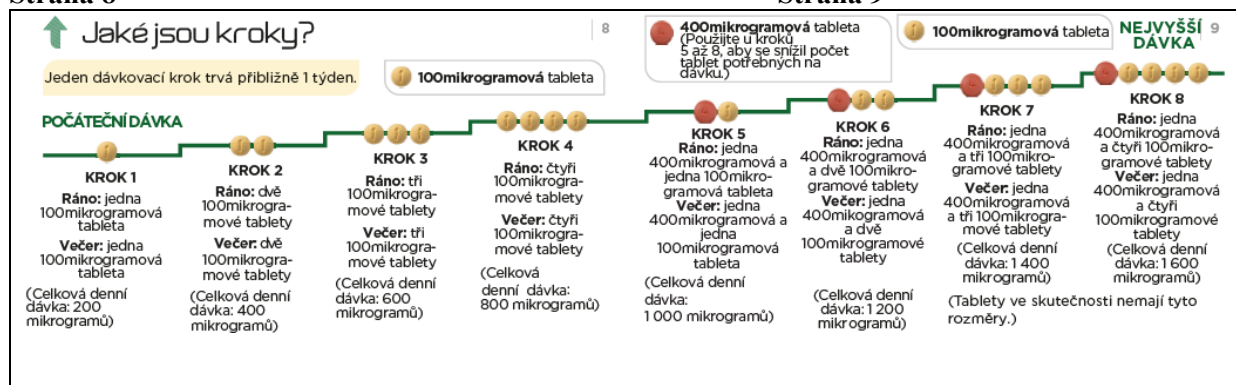 Jaké jsou kroky?
8
Jeden dávkovací krok trvá přibližně 1 týden.
100mikrogramová tableta
400mikrogramová tableta
(Použijte u kroků
5 až 8, aby se snížil počet
tablet potřebných na
dávku.)
100mikrogramová tableta
NEJVYŠŠÍ
DÁVKA
9
POČÁTEČNÍ DÁVKA
KROK 1
Ráno: jedna
100mikrogramová
tableta
Večer: jedna
100mikrogramová
tableta
(Celková denní
dávka: 200
mikrogramů)
KROK 2
Ráno: dvě
100mikrogra-
mové tablety
Večer: dvě
100mikrogra-
mové tablety
(Celková denní
dávka: 400
mikrogramů)
KROK 3
Ráno: tři
100mikrogra-
mové tablety
Večer: tři
100mikrogra-
mové tablety
(Celková denní
dávka: 600
mikrogramů)
KROK 4
Ráno: čtyři
100mikrogra-
mové tablety
Večer: čtyři
100mikrogra-
mové tablety
(Celková
denní dávka:
800 mikrogramů)
KROK 5
Ráno: jedna
400mikrogramová a
jedna 100mikro-
gramová tableta
Večer: jedna
400mikrogramová a
jedna
100mikrogramová
tableta
(Celková denní
dávka:
1 000 mikrogramů)
KROK 6
Ráno: jedna
400mikrogramová
a dvě 100mikro-
gramové tablety
Večer: jedna
400mikogramová
a dvě
100mikrogramové
tablety
(Celková denní
dávka: 1 200
mikrogramů)
KROK 7
Ráno: jedna
400mikrogramová
a tři 100mikro-
gramové tablety
Večer: jedna
400mikrogramová
a tři 100mikrogra-
mové tablety
(Celková denní
dávka: 1 400
mikrogramů)
KROK 8
Ráno: jedna
400mikrogramová
a čtyři 100mikro-
gramové tablety
Večer: jedna
400mikrogramová
a čtyři
100mikrogramové
tablety
(Celková denní
dávka: 1 600
mikrogramů)
(Tablety ve skutečnosti nemají tyto
rozměry.)